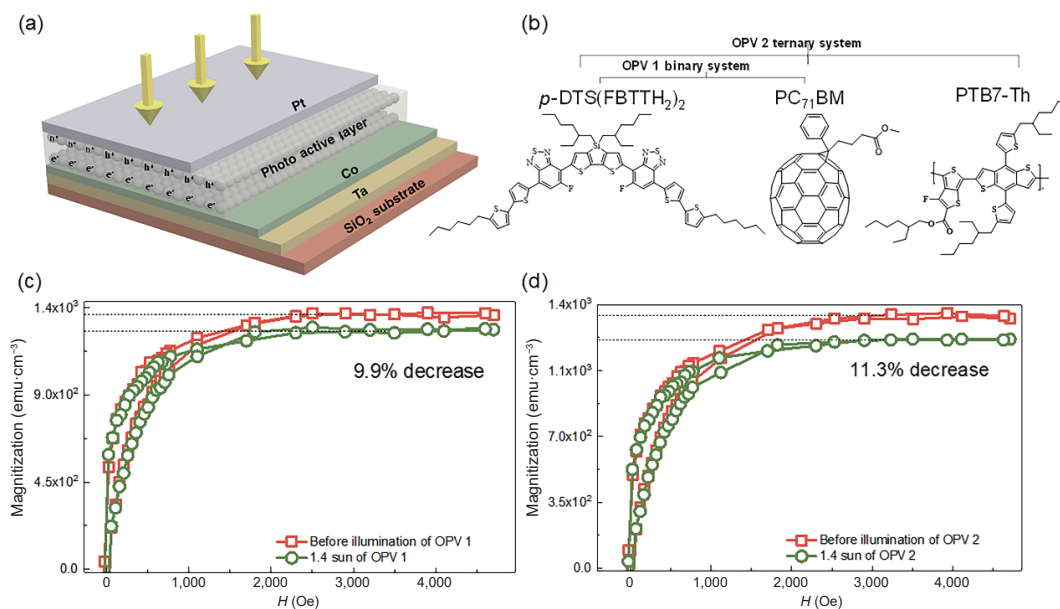 (a)
Pt
Photo active layer
Co
Ta
SiO₂ substrate
h⁺ h⁺ h⁺ h⁺ h⁺ h⁺ h⁺ h⁺
e⁻ e⁻ e⁻ e⁻ e⁻ e⁻ e⁻ e⁻
(b)
OPV 2 ternary system
OPV 1 binary system
p-DTS(FBTTH₂)₂
PC₇₁BM
PTB7-Th
N S N
Si
N S N
S S
F F
S S
S S
O
O
S
S
S
F
S
S
S
O
O
n
(c)
1.4x10³
9.0x10²
4.5x10²
0.0
Magnitization (emu·cm⁻³)
9.9% decrease
Before illumination of OPV 1
1.4 sun of OPV 1
0 1,000 2,000 3,000 4,000
H (Oe)
(d)
1.4x10³
1.1x10³
7.0x10²
3.5x10²
0.0
Magnitization (emu·cm⁻³)
11.3% decrease
Before illumination of OPV 2
1.4 sun of OPV 2
0 1,000 2,000 3,000 4,000
H (Oe)